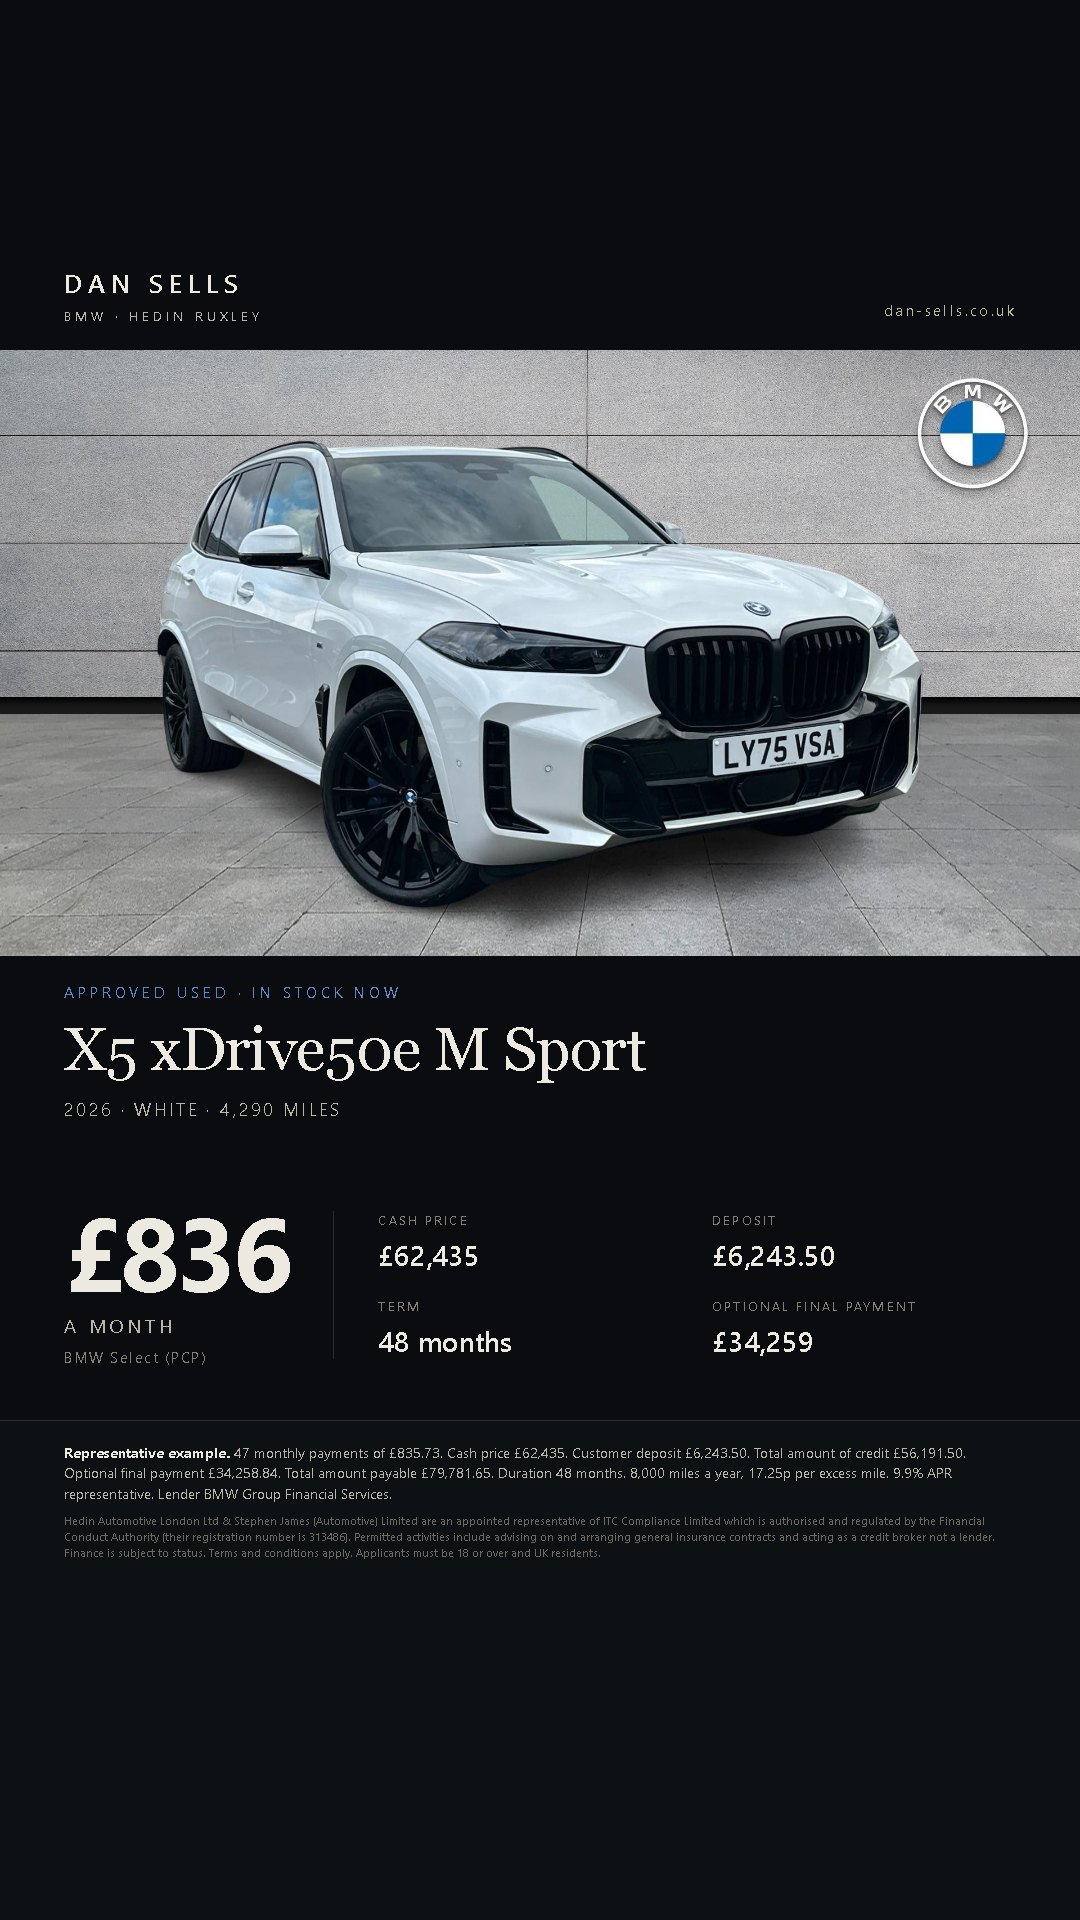 DAN SELLS
BMW · HEDIN RUXLEY
dan-sells.co.uk
BMW
LY75 VSA
APPROVED USED · IN STOCK NOW
X5 xDrive50e M Sport
2026 · WHITE · 4,290 MILES
£836
A MONTH
BMW Select (PCP)
CASH PRICE
£62,435
DEPOSIT
£6,243.50
TERM
48 months
OPTIONAL FINAL PAYMENT
£34,259
Representative example. 47 monthly payments of £835.73. Cash price £62,435. Customer deposit £6,243.50. Total amount of credit £56,191.50.
Optional final payment £34,258.84. Total amount payable £79,781.65. Duration 48 months. 8,000 miles a year, 17.25p per excess mile. 9.9% APR
representative. Lender BMW Group Financial Services.
Hedin Automotive London Ltd & Stephen James (Automotive) Limited are an appointed representative of ITC Compliance Limited which is authorised and regulated by the Financial
Conduct Authority (their registration number is 313486). Permitted activities include advising on and arranging general insurance contracts and acting as a credit broker not a lender.
Finance is subject to status. Terms and conditions apply. Applicants must be 18 or over and UK residents.